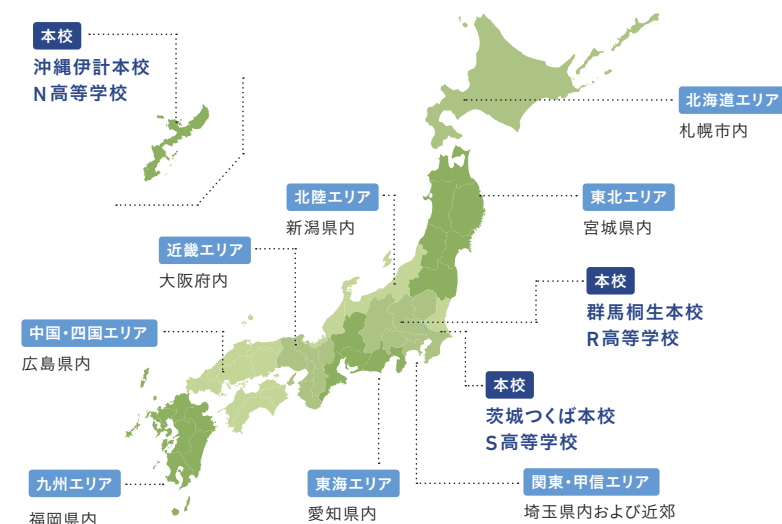 本校
沖縄伊計本校
N高等学校
北海道エリア
札幌市内
北陸エリア
新潟県内
東北エリア
宮城県内
近畿エリア
大阪府内
本校
群馬桐生本校
R高等学校
中国・四国エリア
広島県内
本校
茨城つくば本校
S高等学校
九州エリア
福岡県内
東海エリア
愛知県内
関東・甲信エリア
埼玉県内および近郊